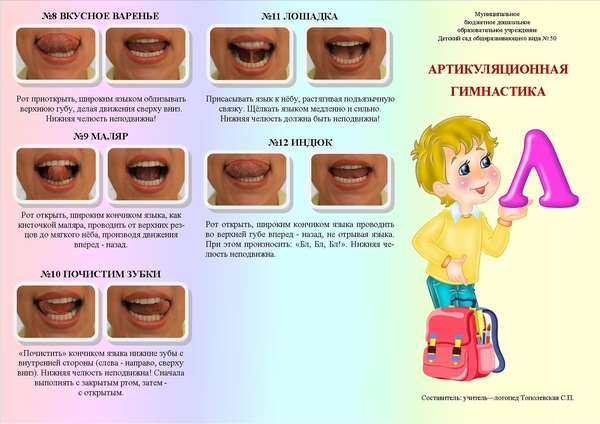 №8 ВКУСНОЕ ВАРЕНЬЕ
Рот приоткрыть, широким языком облизывать
верхнюю губу, делая движения сверху вниз.
Нижняя челюсть неподвижна!
№9 МАЛЯР
Рот открыть, широким кончиком языка, как
кисточкой маляра, проводить от верхних рез-
цов до мягкого нёба, производя движения
вперед - назад.
№10 ПОЧИСТИМ ЗУБКИ
«Почистить» кончиком языка нижние зубы с
внутренней стороны (слева - направо, сверху
вниз). Нижняя челюсть неподвижна! Сначала
выполнять с закрытым ртом, затем -
с открытым.
№11 ЛОШАДКА
Присасывать язык к нёбу, растягивая подъязычную
связку. Щёлкать языком медленно и сильно.
Нижняя челюсть должна быть неподвижна!
№12 ИНДЮК
Рот открыть, широким кончиком языка проводить
во верхней губе вперед - назад, не отрывая языка.
При этом произносить: «Бл, Бл, Бл!». Нижняя че-
люсть неподвижна.
Муниципальное
бюджетное дошкольное
образовательное учреждение
Детский сад общеразвивающего вида № 50
АРТИКУЛЯЦИОННАЯ
ГИМНАСТИКА
Л
Составитель: учитель—логопед Тополевская С.П.